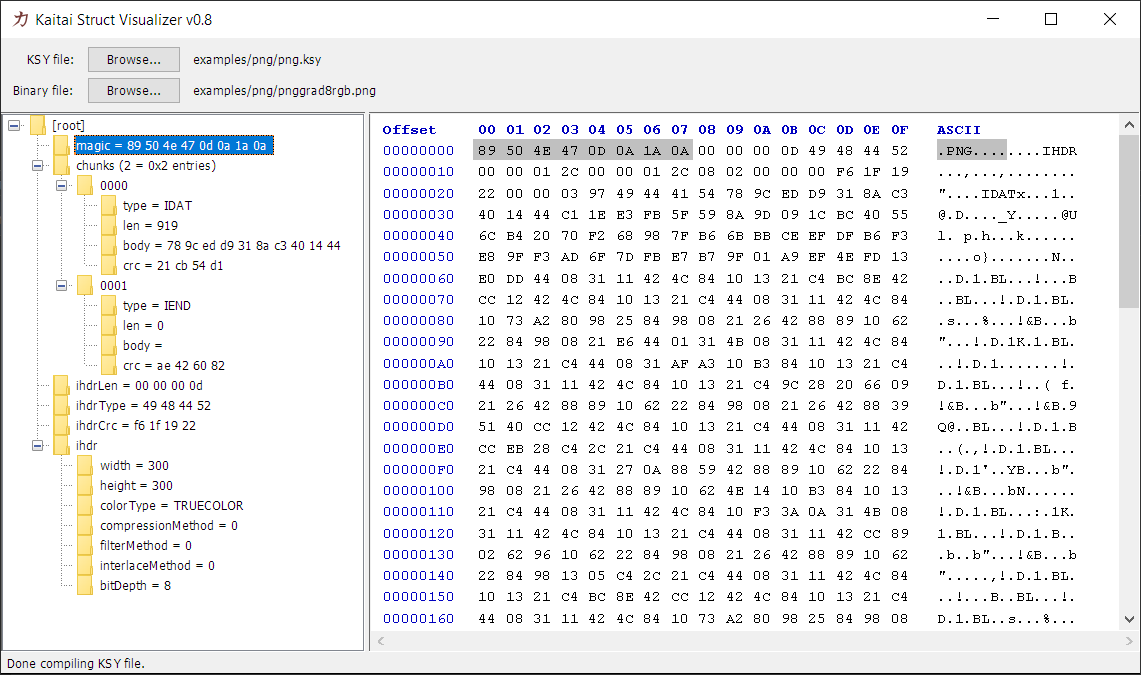 力 Kaitai Struct Visualizer v0.8
KSY file: Browse... examples/png/png.ksy
Binary file: Browse... examples/png/pnggrad8rgb.png
[root]
magic = 89 50 4e 47 0d 0a 1a 0a
chunks (2 = 0x2 entries)
0000
type = IDAT
len = 919
body = 78 9c ed d9 31 8a c3 40 14 44
crc = 21 cb 54 d1
0001
type = IEND
len = 0
body =
crc = ae 42 60 82
ihdrLen = 00 00 00 0d
ihdrType = 49 48 44 52
ihdrCrc = f6 1f 19 22
ihdr
width = 300
height = 300
colorType = TRUECOLOR
compressionMethod = 0
filterMethod = 0
interlaceMethod = 0
bitDepth = 8
Offset 00 01 02 03 04 05 06 07 08 09 0A 0B 0C 0D 0E 0F ASCII
00000000 89 50 4E 47 0D 0A 1A 0A 00 00 00 0D 49 48 44 52 .PNG........IHDR
00000010 00 00 01 2C 00 00 01 2C 08 02 00 00 00 F6 1F 19 ...,...,........
00000020 22 00 00 03 97 49 44 41 54 78 9C ED D9 31 8A C3 "....IDATx...1..
00000030 40 14 44 C1 1E E3 FB 5F 59 8A 9D 09 1C BC 40 55 @.D...._Y.....@U
00000040 6C B4 20 70 F2 68 98 7F B6 6B BB CE EF DF B6 F3 l. p.h...k......
00000050 E8 9F F3 AD 6F 7D FB E7 B7 9F 01 A9 EF 4E FD 13 ....o}.......N..
00000060 E0 DD 44 08 31 11 42 4C 84 10 13 21 C4 BC 8E 42 ..D.1.BL...!...B
00000070 CC 12 42 4C 84 10 13 21 C4 44 08 31 11 42 4C 84 ..BL...!.D.1.BL.
00000080 10 73 A2 80 98 25 84 98 08 21 26 42 88 89 10 62 .s...%...!&B...b
00000090 22 84 98 08 21 E6 44 01 31 4B 08 31 11 42 4C 84 "...!.D.1K.1.BL.
000000A0 10 13 21 C4 44 08 31 AF A3 10 B3 84 10 13 21 C4 ..!.D.1.......!.
000000B0 44 08 31 11 42 4C 84 10 13 21 C4 9C 28 20 66 09 D.1.BL...!..( f.
000000C0 21 26 42 88 89 10 62 22 84 98 08 21 26 42 88 39 !&B...b"...!&B.9
000000D0 51 40 CC 12 42 4C 84 10 13 21 C4 44 08 31 11 42 Q@..BL...!.D.1.B
000000E0 CC EB 28 C4 2C 21 C4 44 08 31 11 42 4C 84 10 13 ..(.,!.D.1.BL...
000000F0 21 C4 44 08 31 27 0A 88 59 42 88 89 10 62 22 84 !.D.1'..YB...b".
00000100 98 08 21 26 42 88 89 10 62 4E 14 10 B3 84 10 13 ..!&B...bN......
00000110 21 C4 44 08 31 11 42 4C 84 10 F3 3A 0A 31 4B 08 !.D.1.BL...:.1K.
00000120 31 11 42 4C 84 10 13 21 C4 44 08 31 11 42 CC 89 1.BL...!.D.1.B..
00000130 02 62 96 10 62 22 84 98 08 21 26 42 88 89 10 62 .b..b"...!&B...b
00000140 22 84 98 13 05 C4 2C 21 C4 44 08 31 11 42 4C 84 ".....,!.D.1.BL.
00000150 10 13 21 C4 BC 8E 42 CC 12 42 4C 84 10 13 21 C4 ..!...B..BL...!.
00000160 44 08 31 11 42 4C 84 10 73 A2 80 98 25 84 98 08 D.1.BL..s...%...
Done compiling KSY file.